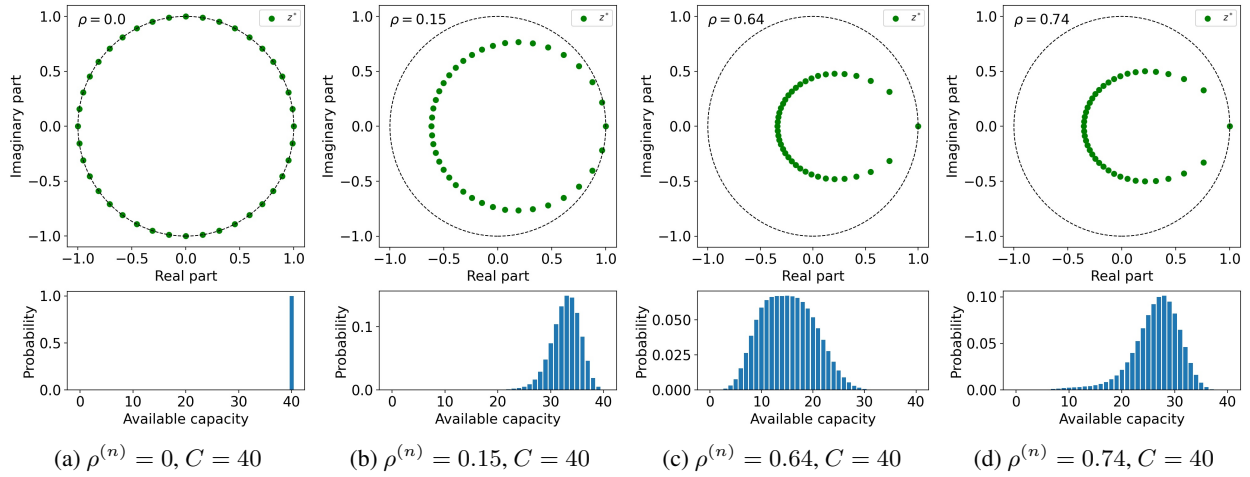 ρ = 0.0
z*
1.0
0.5
0.0
−0.5
−1.0
Imaginary part
−1.0 −0.5 0.0 0.5 1.0
Real part
1.0
0.5
0.0
Probability
0 10 20 30 40
Available capacity
(a) ρ⁽ⁿ⁾ = 0, C = 40
ρ = 0.15
z*
1.0
0.5
0.0
−0.5
−1.0
Imaginary part
−1.0 −0.5 0.0 0.5 1.0
Real part
0.1
0.0
Probability
0 10 20 30 40
Available capacity
(b) ρ⁽ⁿ⁾ = 0.15, C = 40
ρ = 0.64
z*
1.0
0.5
0.0
−0.5
−1.0
Imaginary part
−1.0 −0.5 0.0 0.5 1.0
Real part
0.050
0.025
0.000
Probability
0 10 20 30 40
Available capacity
(c) ρ⁽ⁿ⁾ = 0.64, C = 40
ρ = 0.74
z*
1.0
0.5
0.0
−0.5
−1.0
Imaginary part
−1.0 −0.5 0.0 0.5 1.0
Real part
0.10
0.05
0.00
Probability
0 10 20 30 40
Available capacity
(d) ρ⁽ⁿ⁾ = 0.74, C = 40